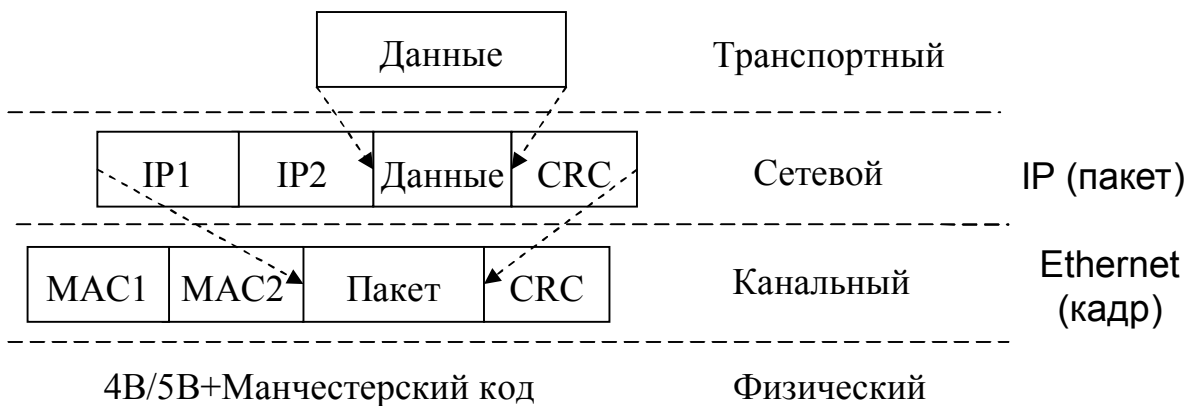 Данные Транспортный
IP1 IP2 Данные CRC Сетевой IP (пакет)
MAC1 MAC2 Пакет CRC Канальный Ethernet (кадр)
4B/5B+Манчестерский код Физический